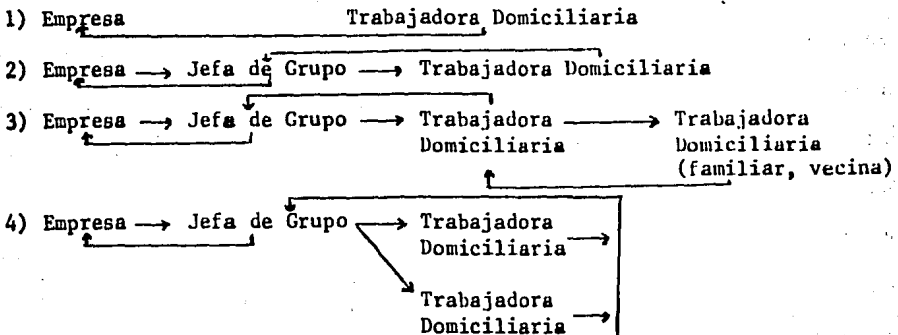 1) Empresa Trabajadora Domiciliaria
2) Empresa → Jefa de Grupo → Trabajadora Domiciliaria
3) Empresa → Jefa de Grupo → Trabajadora → Trabajadora
Domiciliaria Domiciliaria
(familiar, vecina)
4) Empresa → Jefa de Grupo → Trabajadora →
Domiciliaria
Trabajadora →
Domiciliaria